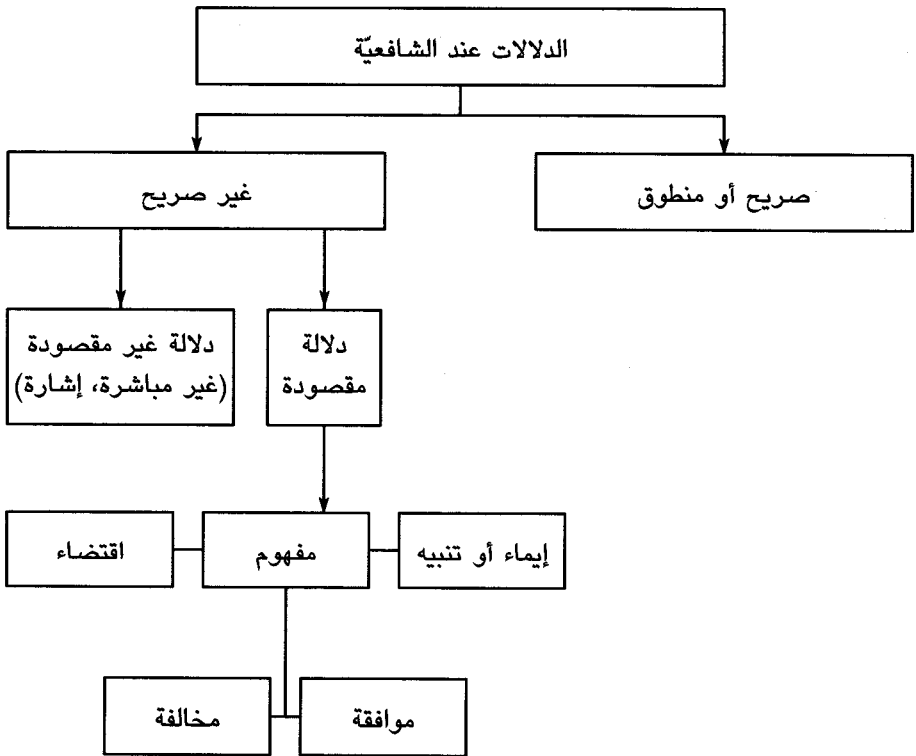 الدلالات عند الشافعيّة
صريح أو منطوق
غير صريح
دلالة
مقصودة
دلالة غير مقصودة
(غير مباشرة، إشارة)
إيماء أو تنبيه
مفهوم
اقتضاء
موافقة
مخالفة